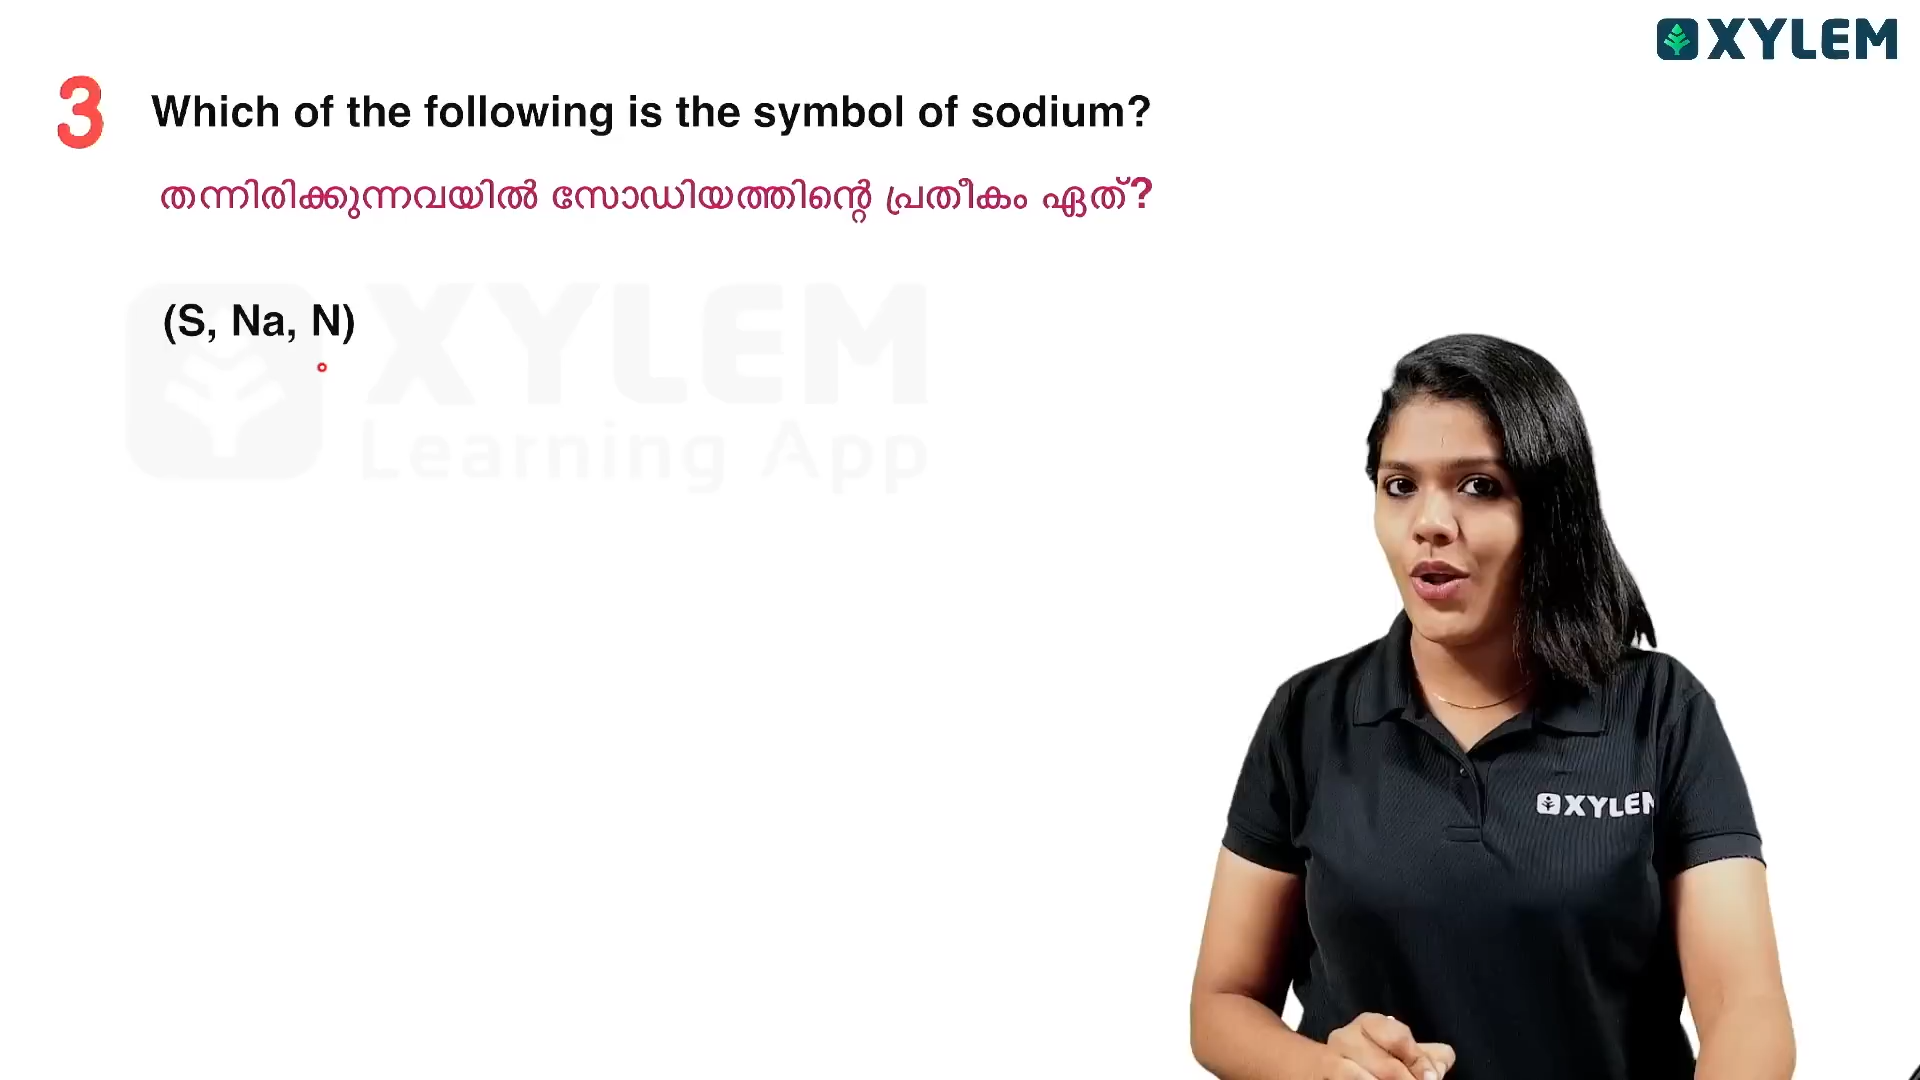 XYLEM
3 Which of the following is the symbol of sodium?
തന്നിരിക്കുന്നവയിൽ സോഡിയത്തിന്റെ പ്രതീകം ഏത്?
(S, Na, N)
XYLEM
Learning App
XYLEM